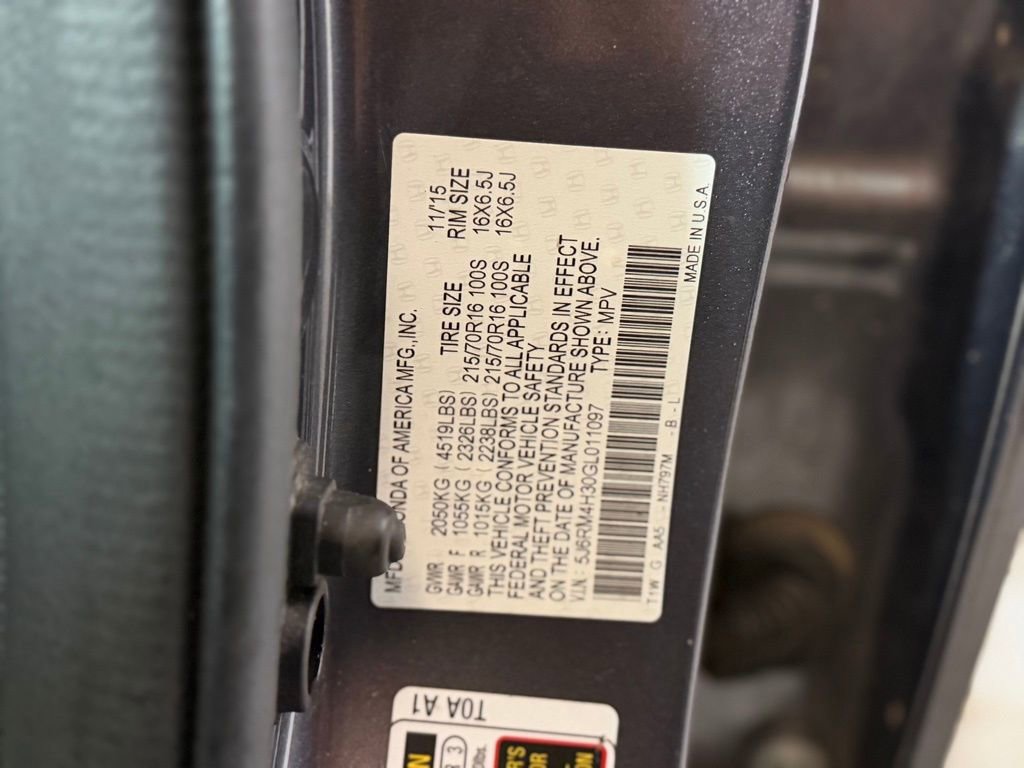 MFD ONDA OF AMERICA MFG.,INC. 11/15
GVWR 2050KG ( 4519LBS) TIRE SIZE RIM SIZE
GAWR F 1055KG ( 2326LBS) 215/70R16 100S 16X6.5J
GAWR R 1015KG ( 2238LBS) 215/70R16 100S 16X6.5J
THIS VEHICLE CONFORMS TO ALL APPLICABLE
FEDERAL MOTOR VEHICLE SAFETY
AND THEFT PREVENTION STANDARDS IN EFFECT
ON THE DATE OF MANUFACTURE SHOWN ABOVE.
V.I.N : 5J6RM4H30GL011097 TYPE: MPV
T1W G AA5 - NH797M - B - L
MADE IN U.S.A.
T0A A1